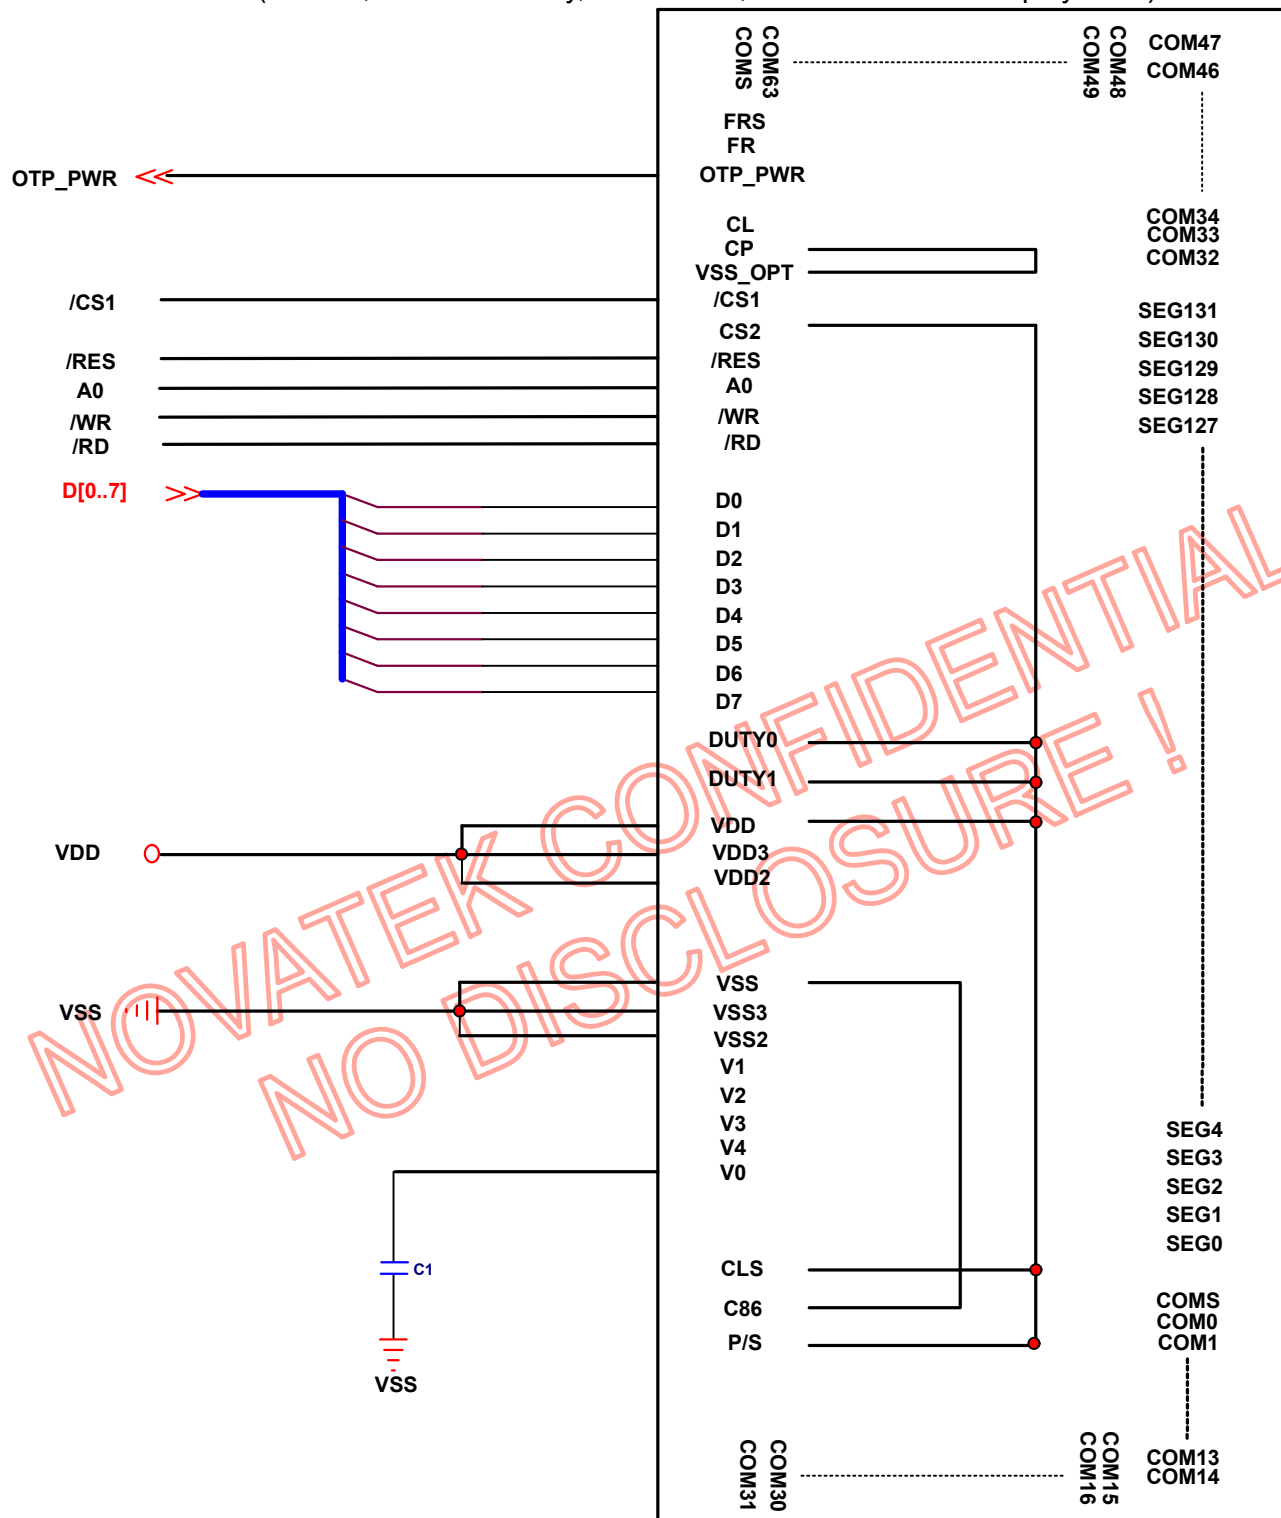 COMS
COM63
COM49
COM48
COM47
COM46
FRS
FR
OTP_PWR
OTP_PWR
COM34
COM33
COM32
CL
CP
VSS_OPT
/CS1
/CS1
CS2
SEG131
SEG130
SEG129
SEG128
SEG127
/RES
/RES
A0
A0
/WR
/WR
/RD
/RD
D[0..7]
D0
D1
D2
D3
D4
D5
D6
D7
DUTY0
DUTY1
VDD
VDD
VDD3
VDD2
NOVATEK CONFIDENTIAL
NO DISCLOSURE !
VSS
VSS
VSS3
VSS2
V1
V2
V3
V4
V0
SEG4
SEG3
SEG2
SEG1
SEG0
C1
VSS
CLS
C86
P/S
COMS
COM0
COM1
COM31
COM30
COM16
COM15
COM13
COM14